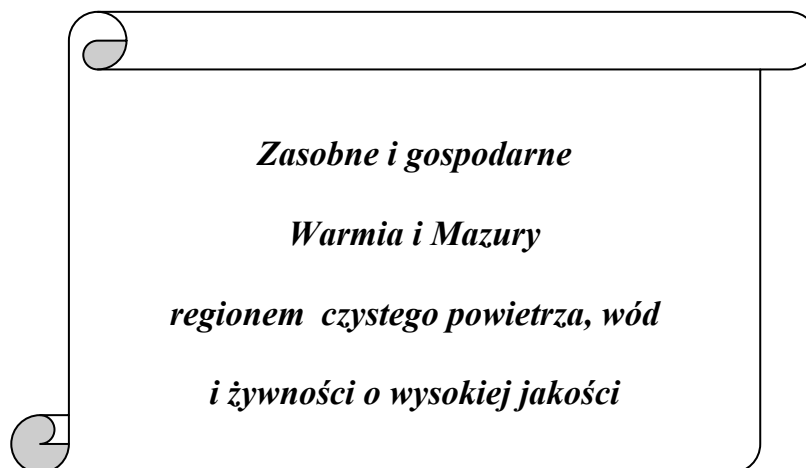 Zasobne i gospodarne
Warmia i Mazury
regionem czystego powietrza, wód
i żywności o wysokiej jakości